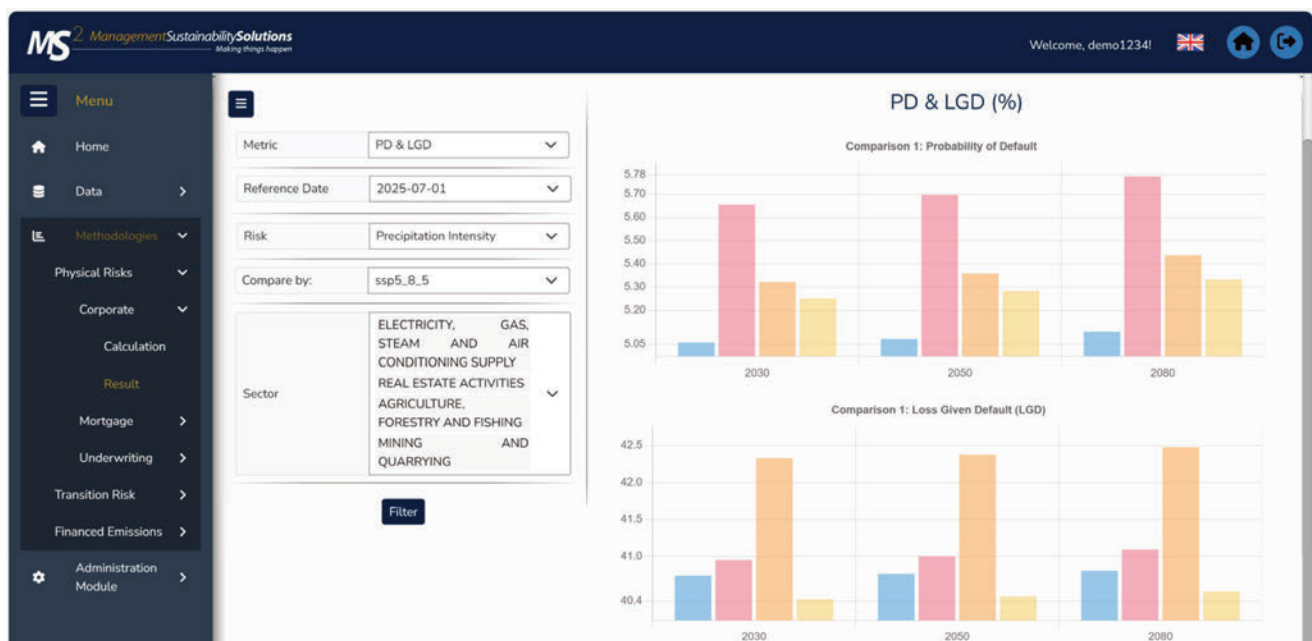 MS2 ManagementSustainabilitySolutions
Making things happen
Welcome, demo1234!
Menu
Home
Data
Methodologies
Physical Risks
Corporate
Calculation
Result
Mortgage
Underwriting
Transition Risk
Financed Emissions
Administration
Module
Metric
PD & LGD
Reference Date
2025-07-01
Risk
Precipitation Intensity
Compare by:
ssp5_8_5
Sector
ELECTRICITY, GAS,
STEAM AND AIR
CONDITIONING SUPPLY
REAL ESTATE ACTIVITIES
AGRICULTURE,
FORESTRY AND FISHING
MINING AND
QUARRYING
Filter
PD & LGD (%)
Comparison 1: Probability of Default
5.78
5.70
5.60
5.50
5.40
5.30
5.20
5.05
2030 2050 2080
Comparison 1: Loss Given Default (LGD)
42.5
42.0
41.5
41.0
40.4
2030 2050 2080